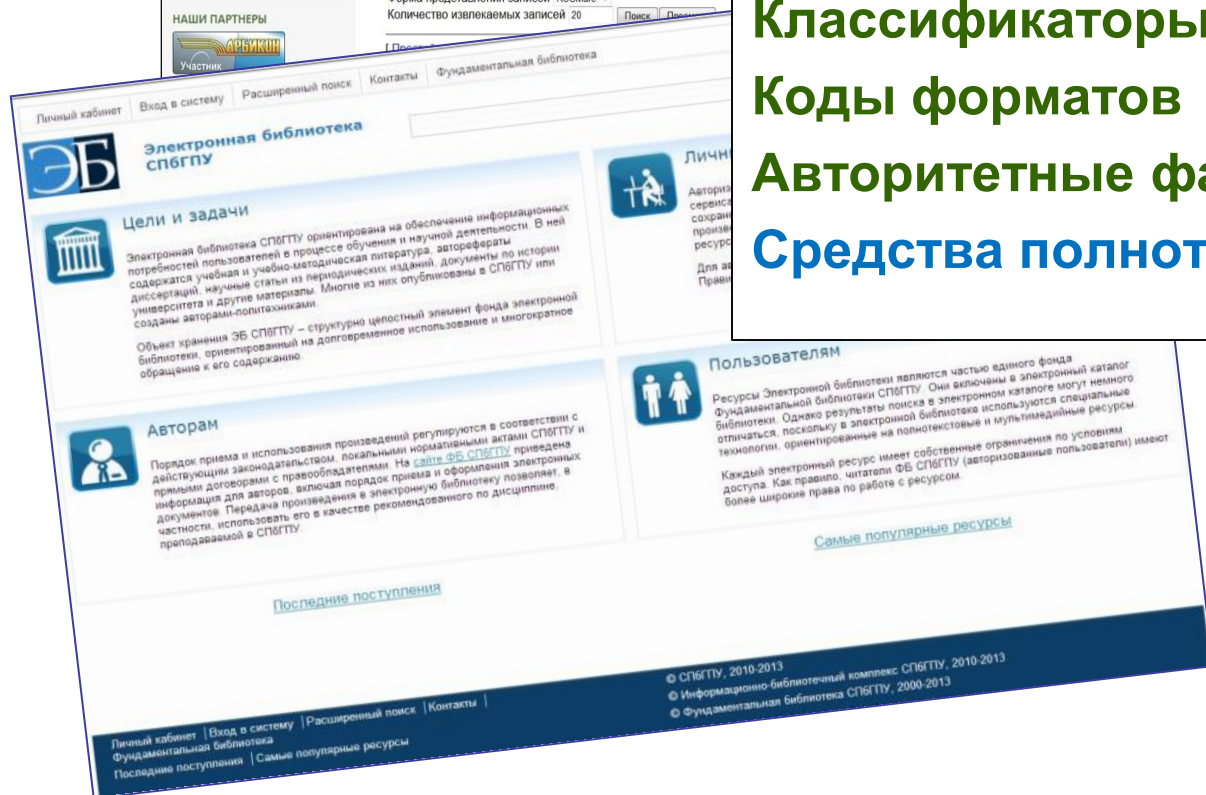 НАШИ ПАРТНЕРЫ
АРБИКОН
Участник
Количество извлекаемых записей 20
Поиск
Классификаторы
Коды форматов
Авторитетные
Средства
Личный кабинет | Вход в систему | Расширенный поиск | Контакты | Фундаментальная библиотека
ЭБ
Электронная библиотека
СПбГПУ
Цели и задачи
Электронная библиотека СПбГПУ ориентирована на обеспечение информационных
потребностей пользователей в процессе обучения и научной деятельности. В ней
содержатся учебная и учебно-методическая литература, авторефераты
диссертаций, научные статьи из периодических изданий, документы по истории
университета и другие материалы. Многие из них опубликованы в СПбГПУ или
созданы авторами-политехниками.
Объект хранения ЭБ СПбГПУ – структурно целостный элемент фонда электронной
библиотеки, ориентированный на долговременное использование и многократное
обращение к его содержанию.
Авторам
Порядок приема и использования произведений регулируются в соответствии с
действующим законодательством, локальными нормативными актами СПбГПУ и
прямыми договорами с правообладателями. На сайте ФБ СПбГПУ приведена
информация для авторов, включая порядок приема и оформления электронных
документов. Передача произведения в электронную библиотеку позволяет, в
частности, использовать его в качестве рекомендованного по дисциплине,
преподаваемой в СПбГПУ.
Пользователям
Ресурсы Электронной библиотеки являются частью единого фонда
Фундаментальной библиотеки СПбГПУ. Они включены в электронный каталог
библиотеки. Однако результаты поиска в электронном каталоге могут немного
отличаться, поскольку в электронной библиотеке используются специальные
технологии, ориентированные на полнотекстовые и мультимедийные ресурсы.
Каждый электронный ресурс имеет собственные ограничения по условиям
доступа. Как правило, читатели ФБ СПбГПУ (авторизованные пользователи) имеют
более широкие права по работе с ресурсом.
Последние поступления
Самые популярные ресурсы
Личный кабинет | Вход в систему | Расширенный поиск | Контакты |
Фундаментальная библиотека
Последние поступления | Самые популярные ресурсы
© СПбГПУ, 2010-2013
© Информационно-библиотечный комплекс СПбГПУ, 2010-2013
© Фундаментальная библиотека СПбГПУ, 2000-2013